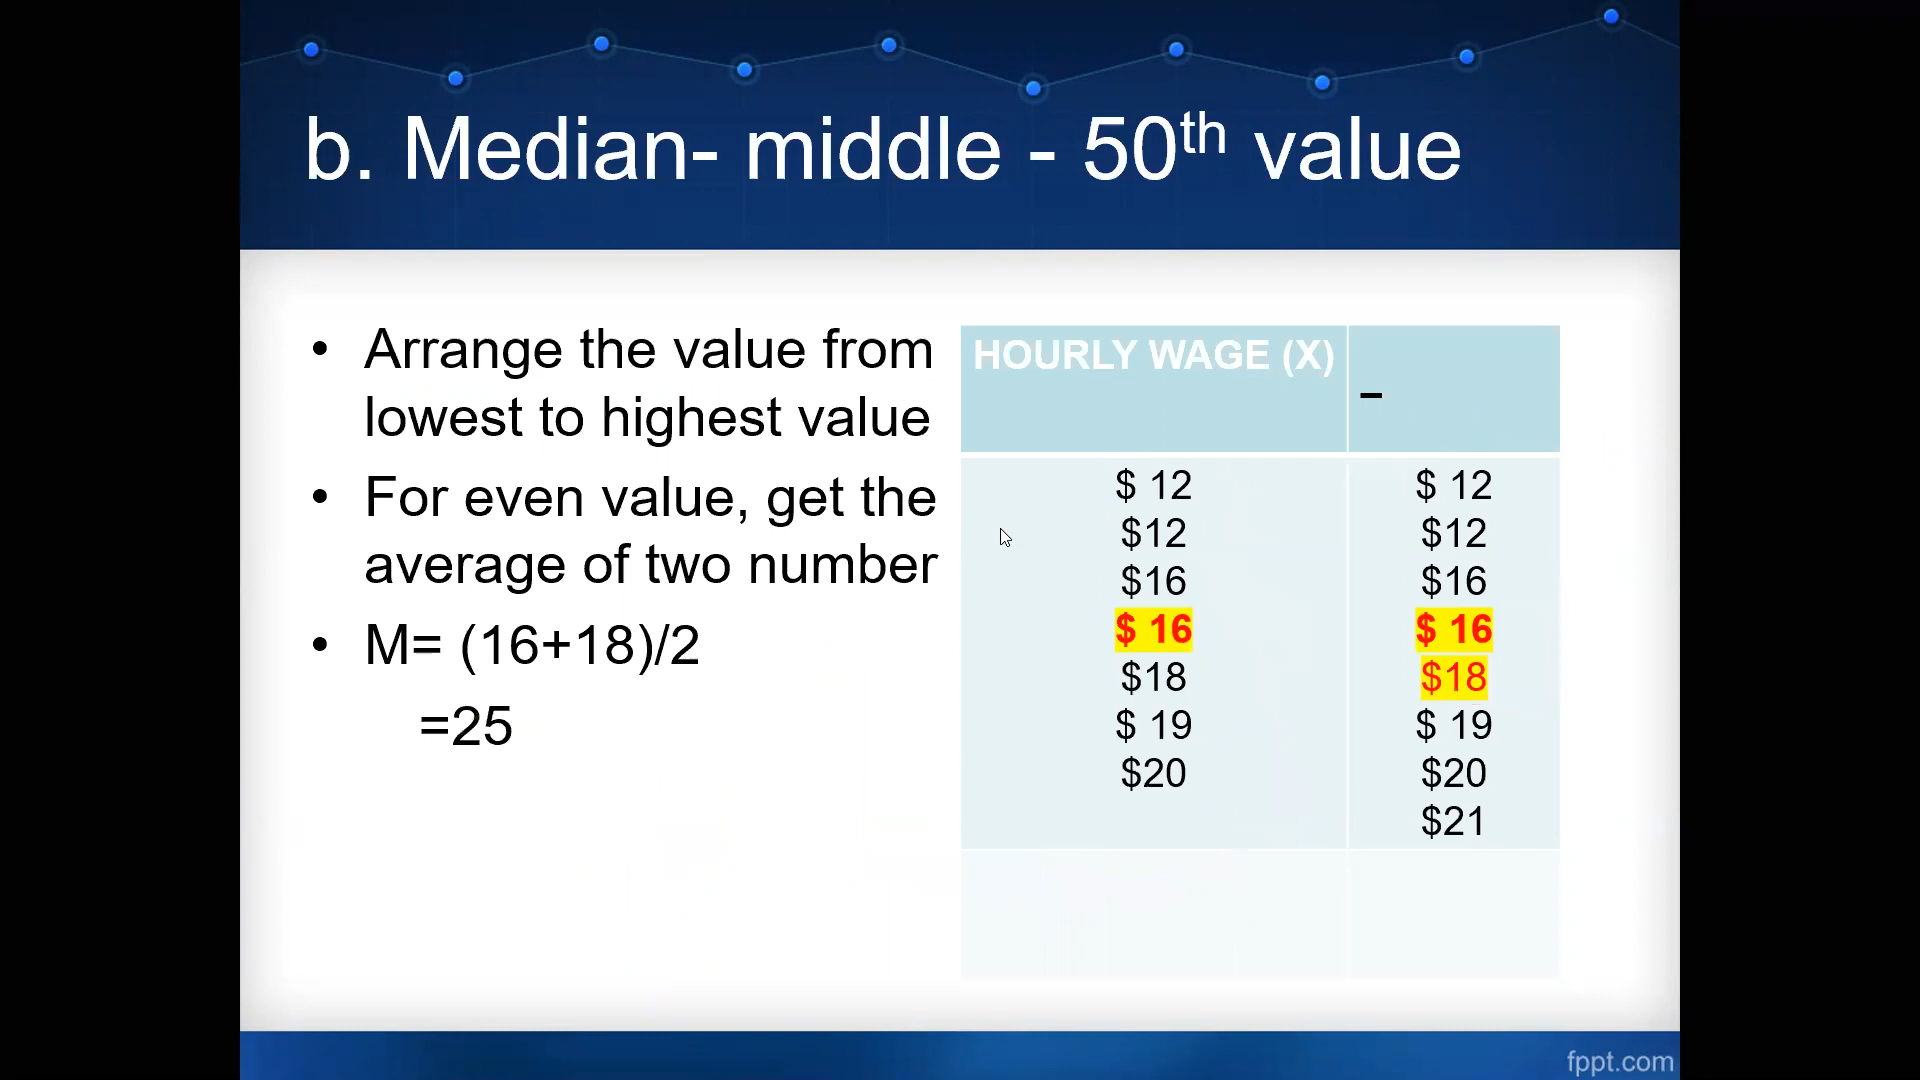 b. Median- middle - 50th value
• Arrange the value from
lowest to highest value
• For even value, get the
average of two number
• M= (16+18)/2
=25
HOURLY WAGE (X)
–
$ 12
$12
$16
$ 16
$18
$ 19
$20
$ 12
$12
$16
$ 16
$18
$ 19
$20
$21
fppt.com